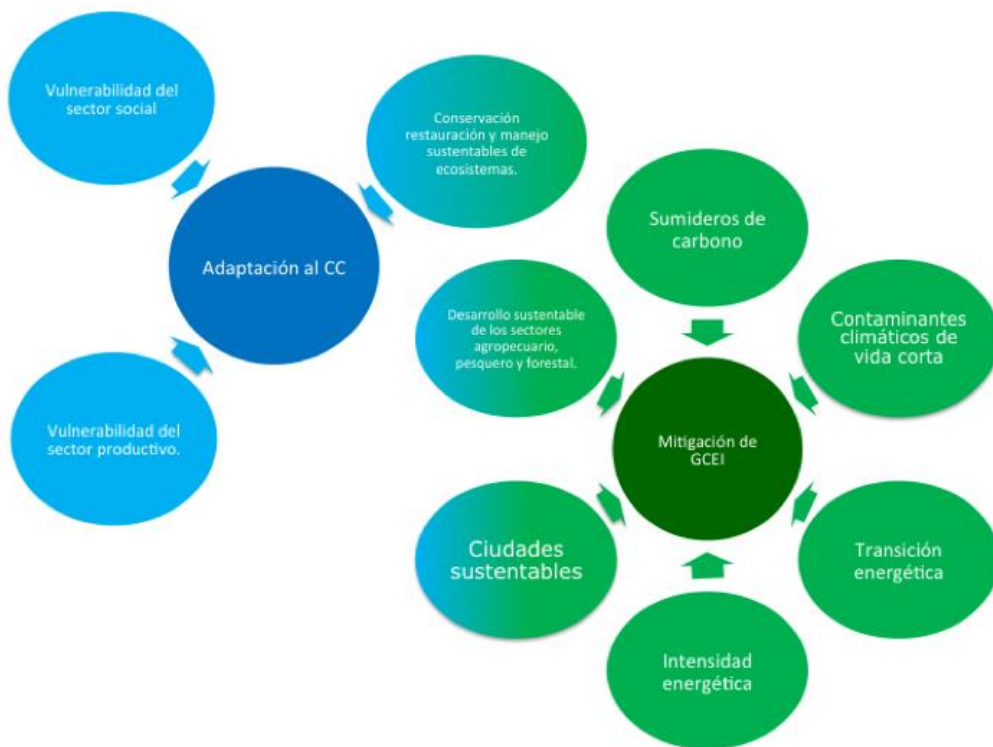 Vulnerabilidad del
sector social
Conservación
restauración y manejo
sustentables de
ecosistemas.
Adaptación al CC
Sumideros de
carbono
Desarrollo sustentable
de los sectores
agropecuario,
pesquero y forestal.
Contaminantes
climáticos de
vida corta
Vulnerabilidad del
sector productivo.
Mitigación de
GCEI
Ciudades
sustentables
Transición
energética
Intensidad
energética